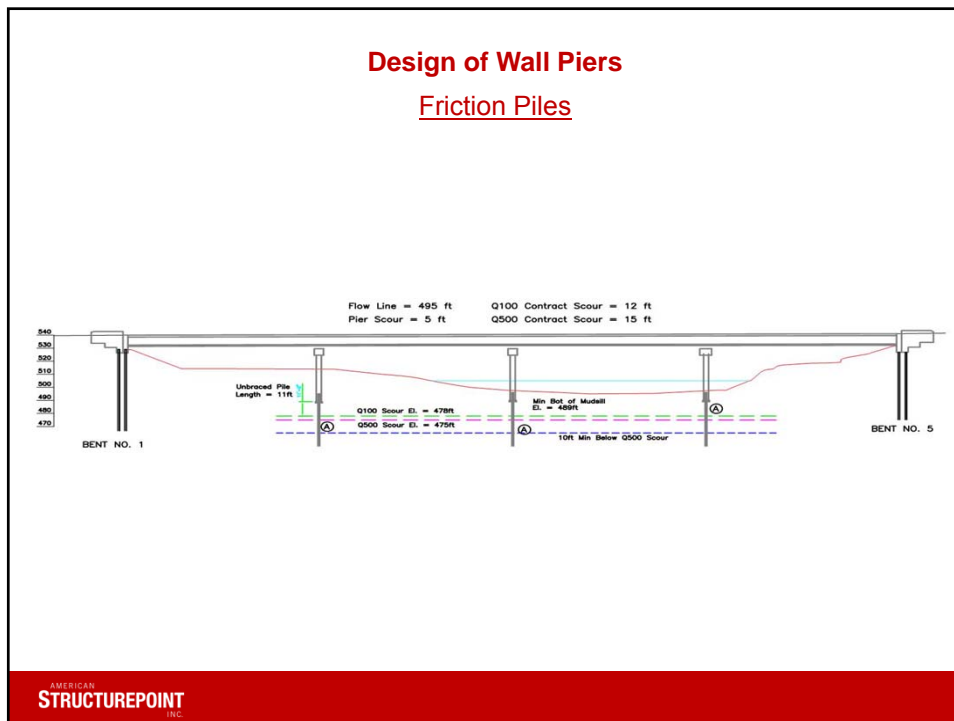 Design of Wall Piers
Friction Piles
Flow Line = 495 ft
Q100 Contract Scour = 12 ft
Pier Scour = 5 ft
Q500 Contract Scour = 15 ft
540
530
520
510
500
490
480
470
Unbraced Pile
Length = 11ft
Min Bot of Mudsill
El. = 489ft
Q100 Scour El. = 478ft
Q500 Scour El. = 475ft
A
A
A
10ft Min Below Q500 Scour
BENT NO. 1
BENT NO. 5
AMERICAN
STRUCTUREPOINT
INC.